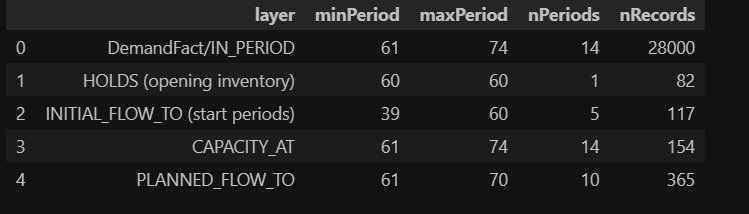 layer minPeriod maxPeriod nPeriods nRecords
0 DemandFact/IN_PERIOD 61 74 14 28000
1 HOLDS (opening inventory) 60 60 1 82
2 INITIAL_FLOW_TO (start periods) 39 60 5 117
3 CAPACITY_AT 61 74 14 154
4 PLANNED_FLOW_TO 61 70 10 365